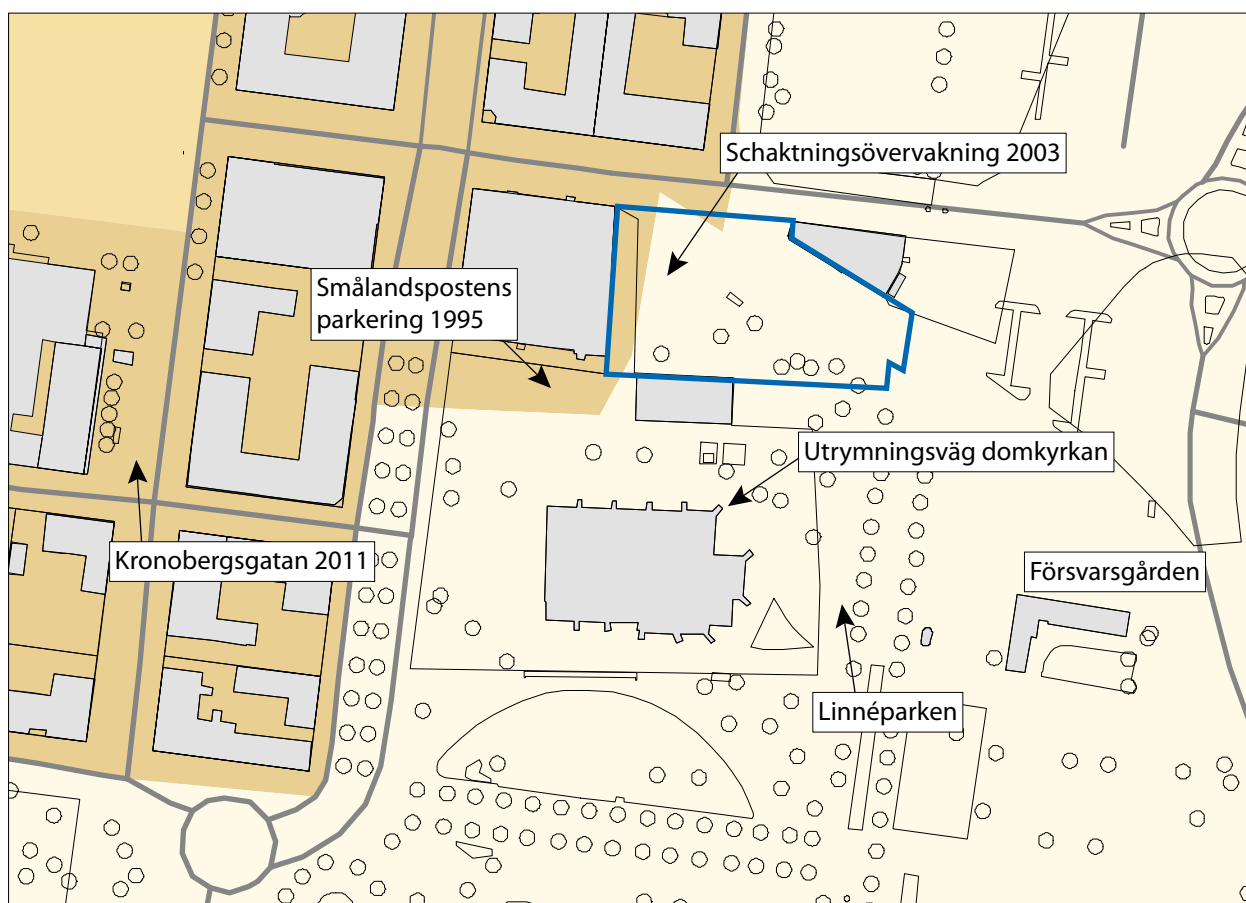 Schaktningsövervakning 2003
Smålandspostens
parkering 1995
Utrymningsväg domkyrkan
Kronobergsgatan 2011
Försvarsgården
Linnéparken